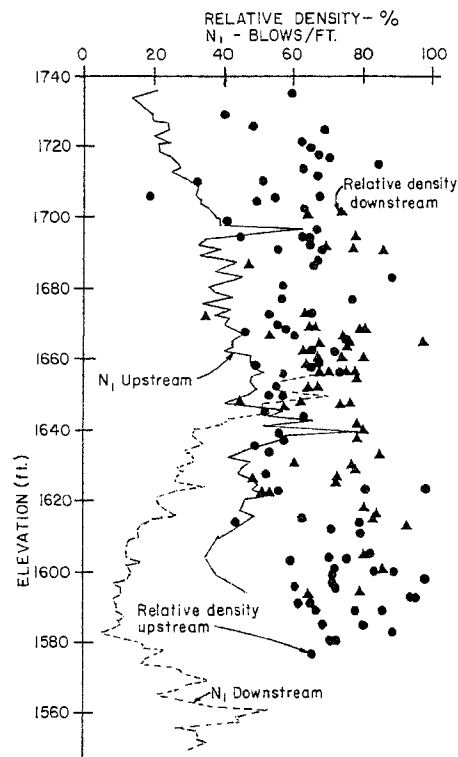 RELATIVE DENSITY - %
N₁ - BLOWS/FT.
0 20 40 60 80 100
1740
1720
1700
1680
1660
1640
1620
1600
1580
1560
ELEVATION (ft.)
Relative density
downstream
N₁ Upstream
Relative density
upstream
N₁ Downstream